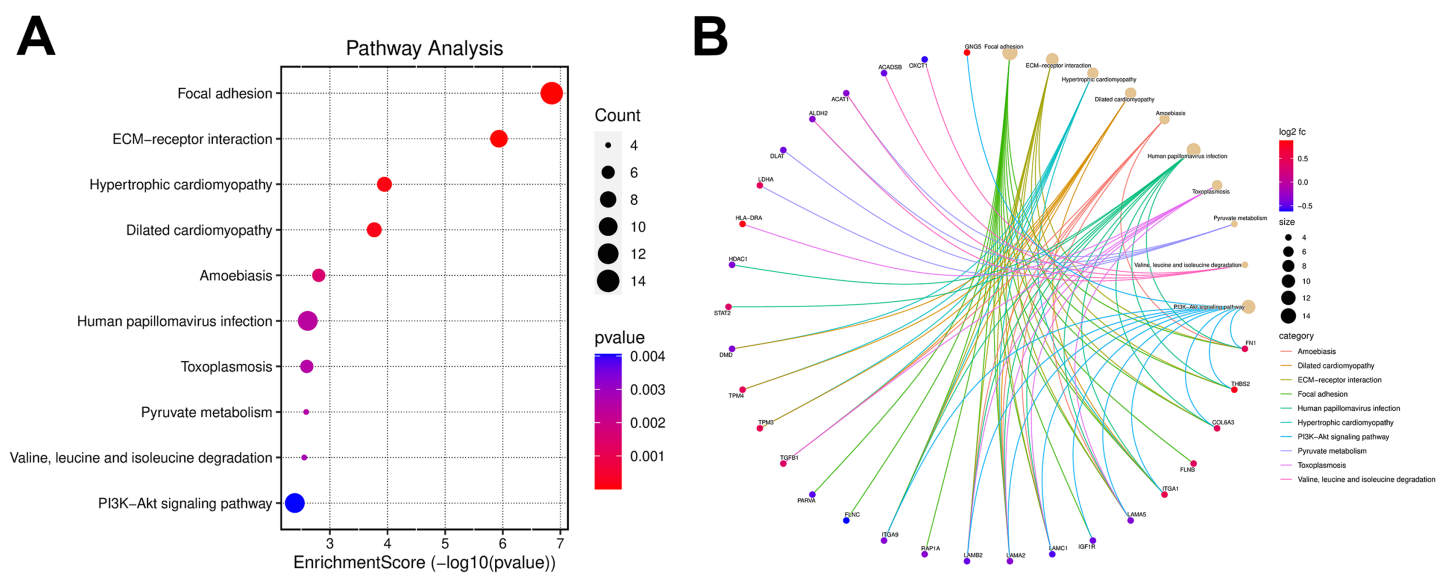 A
Pathway Analysis
Focal adhesion
ECM−receptor interaction
Hypertrophic cardiomyopathy
Dilated cardiomyopathy
Amoebiasis
Human papillomavirus infection
Toxoplasmosis
Pyruvate metabolism
Valine, leucine and isoleucine degradation
PI3K−Akt signaling pathway
3 4 5 6 7
EnrichmentScore (−log10(pvalue))
Count
4
6
8
10
12
14
pvalue
0.004
0.003
0.002
0.001
B
GNG5
Focal adhesion
OXCT1
ECM−receptor interaction
ACADSB
Hypertrophic cardiomyopathy
ACAT1
Dilated cardiomyopathy
ALDH2
Amoebiasis
DLAT
Human papillomavirus infection
LDHA
Toxoplasmosis
HLA−DRA
Pyruvate metabolism
HDAC1
Valine, leucine and isoleucine degradation
STAT2
PI3K−Akt signaling pathway
DMD
FN1
TPM4
THBS2
TPM3
COL6A3
TGFB1
FLNB
PARVA
ITGA1
FLNC
LAMA5
ITGA9
IGF1R
RAP1A
LAMC1
LAMB2
LAMA2
log2 fc
0.5
0.0
−0.5
size
4
6
8
10
12
14
category
Amoebiasis
Dilated cardiomyopathy
ECM−receptor interaction
Focal adhesion
Human papillomavirus infection
Hypertrophic cardiomyopathy
PI3K−Akt signaling pathway
Pyruvate metabolism
Toxoplasmosis
Valine, leucine and isoleucine degradation